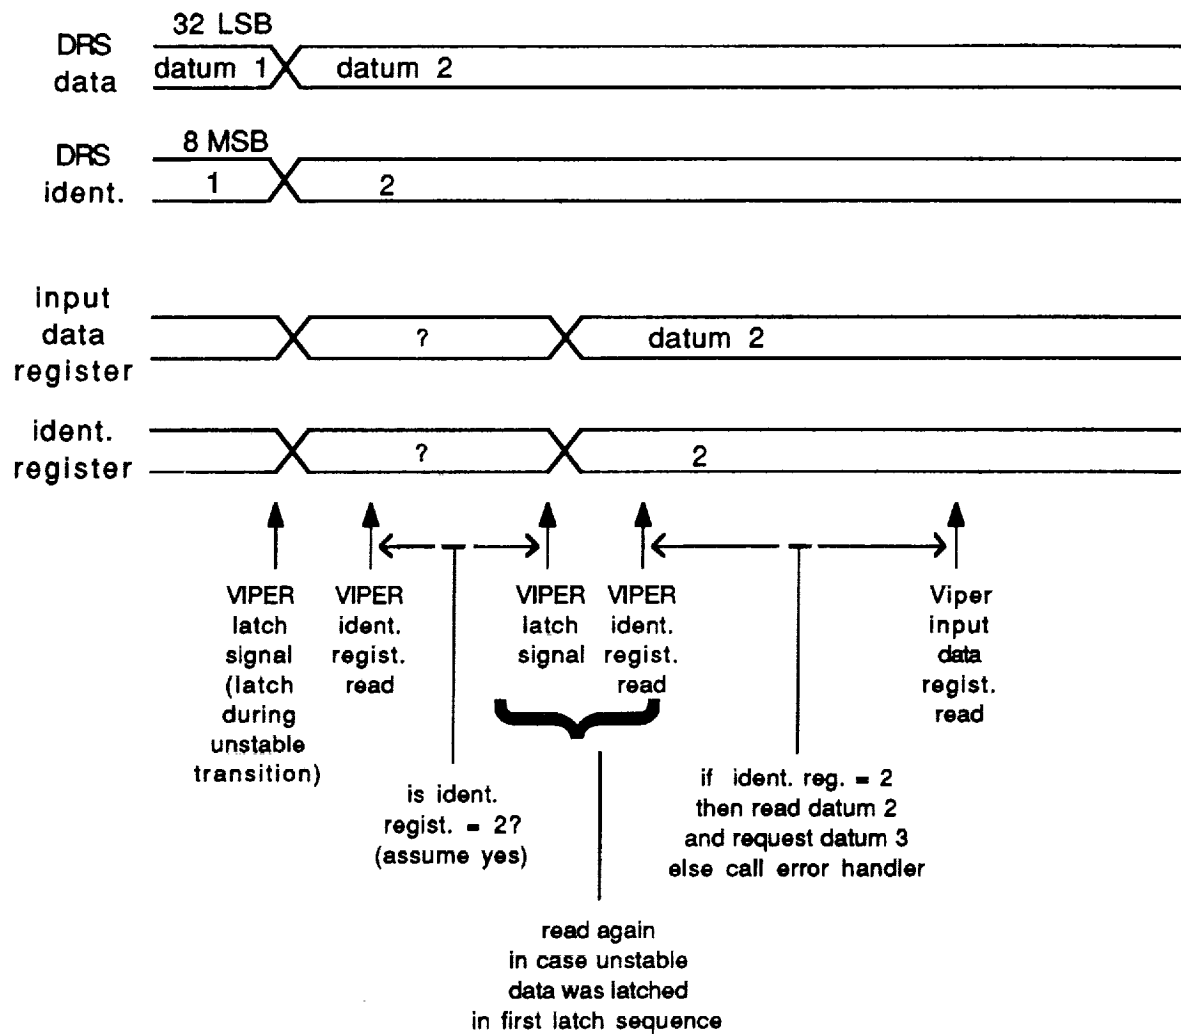 32 LSB
DRS
data
datum 1
datum 2
8 MSB
DRS
ident.
1
2
input
data
register
?
datum 2
ident.
register
?
2
VIPER
latch
signal
(latch
during
unstable
transition)
VIPER
ident.
regist.
read
VIPER
latch
signal
VIPER
ident.
regist.
read
Viper
input
data
regist.
read
is ident.
regist. = 2?
(assume yes)
if ident. reg. = 2
then read datum 2
and request datum 3
else call error handler
read again
in case unstable
data was latched
in first latch sequence